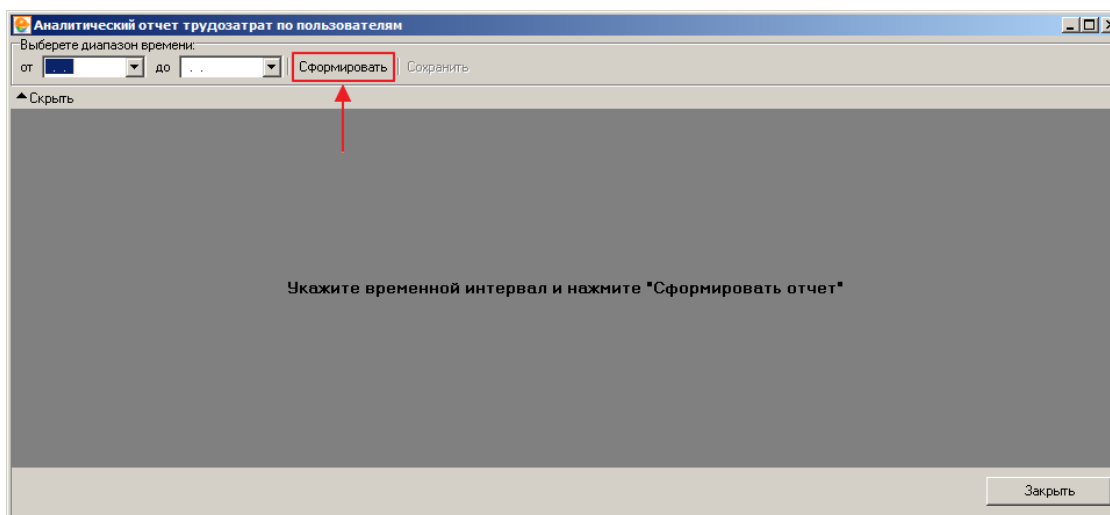 Аналитический отчет трудозатрат по пользователям
Выберете диапазон времени:
от . . до . . Сформировать Сохранить
Скрыть
Укажите временной интервал и нажмите "Сформировать отчет"
Закрыть